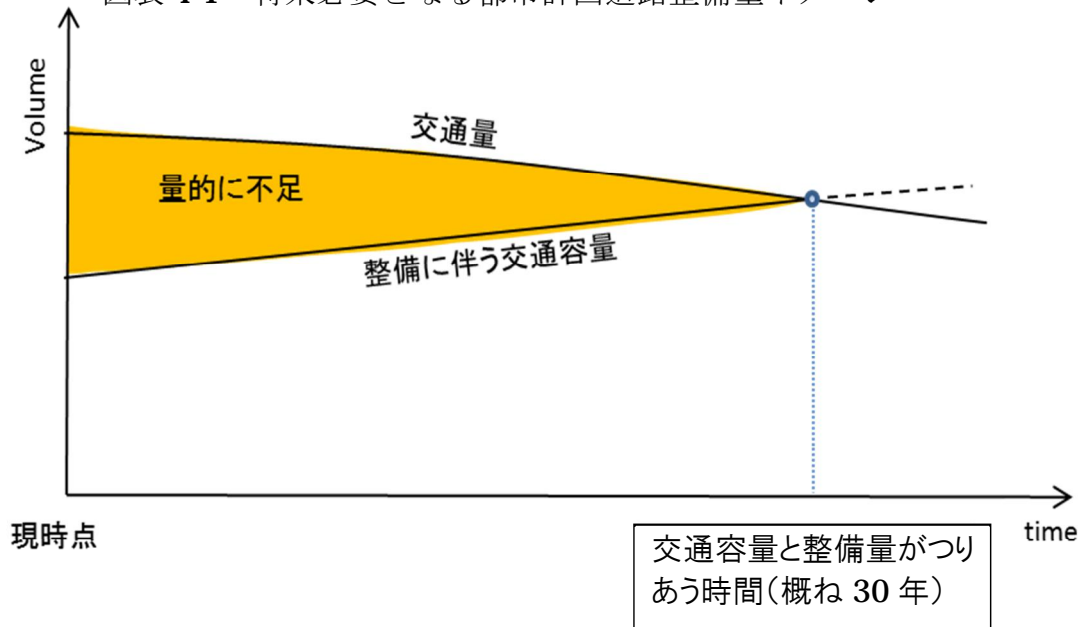 Volume
交通量
量的に不足
整備に伴う交通容量
現時点
time
交通容量と整備量がつり
あう時間(概ね 30 年)